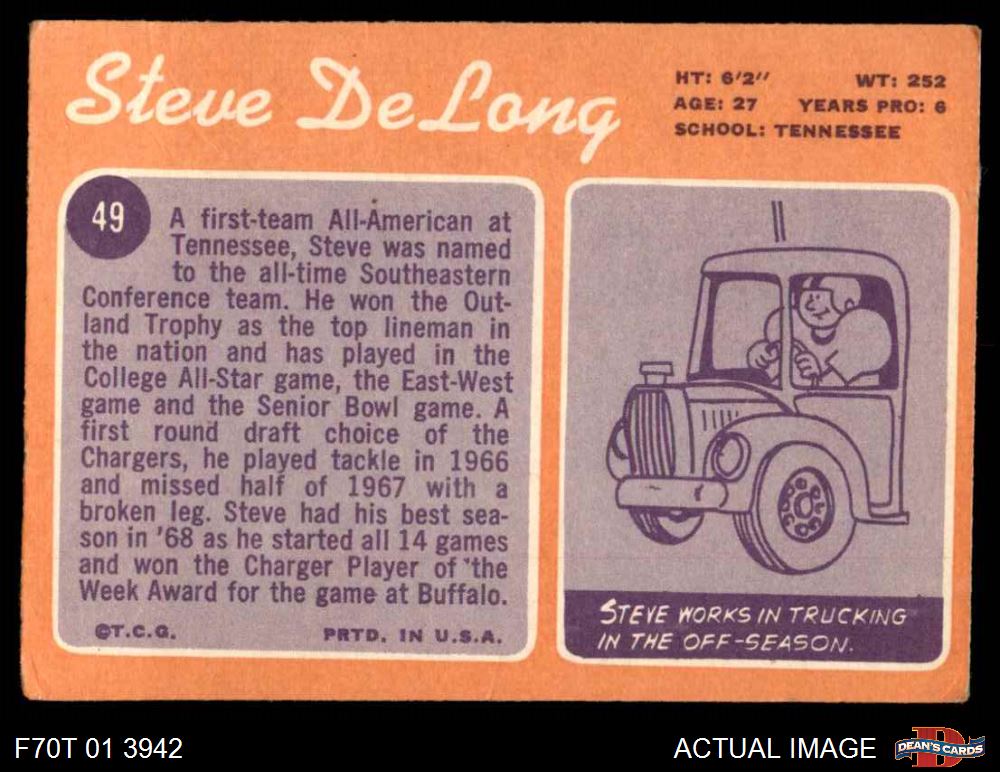 Steve De Long
HT: 6'2" WT: 252
AGE: 27 YEARS PRO: 6
SCHOOL: TENNESSEE
49
A first-team All-American at
Tennessee, Steve was named
to the all-time Southeastern
Conference team. He won the Out-
land Trophy as the top lineman in
the nation and has played in the
College All-Star game, the East-West
game and the Senior Bowl game. A
first round draft choice of the
Chargers, he played tackle in 1966
and missed half of 1967 with a
broken leg. Steve had his best sea-
son in '68 as he started all 14 games
and won the Charger Player of the
Week Award for the game at Buffalo.
©T.C.G. PRTD. IN U.S.A.
STEVE WORKS IN TRUCKING
IN THE OFF-SEASON.
F70T 01 3942
ACTUAL IMAGE
D
DEAN'S CARDS